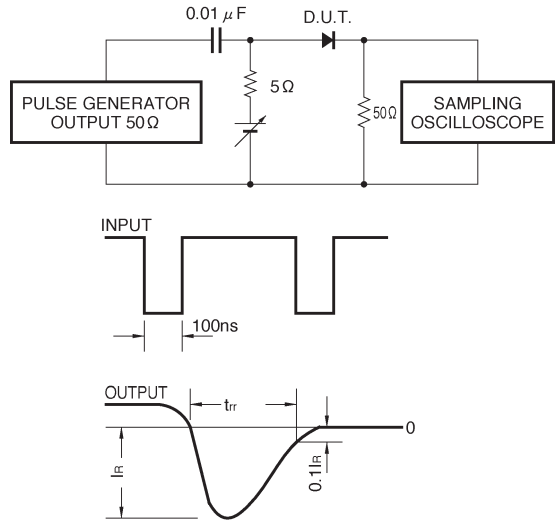 0.01 μF
D.U.T.
5Ω
PULSE GENERATOR
OUTPUT 50Ω
50Ω
SAMPLING
OSCILLOSCOPE
INPUT
100ns
OUTPUT
trr
0
IR
0.1IR